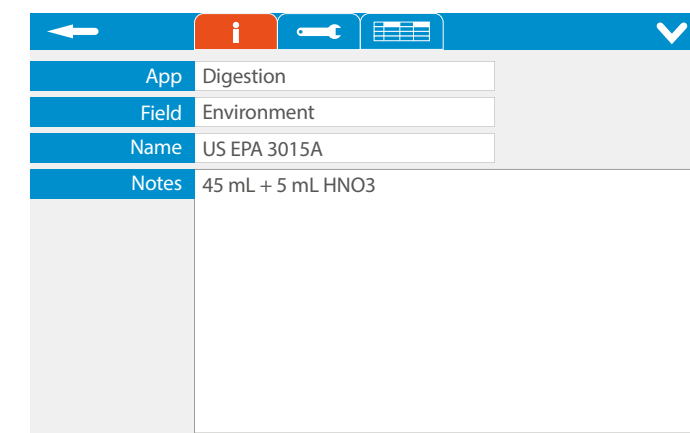 i
App Digestion
Field Environment
Name US EPA 3015A
Notes 45 mL + 5 mL HNO3